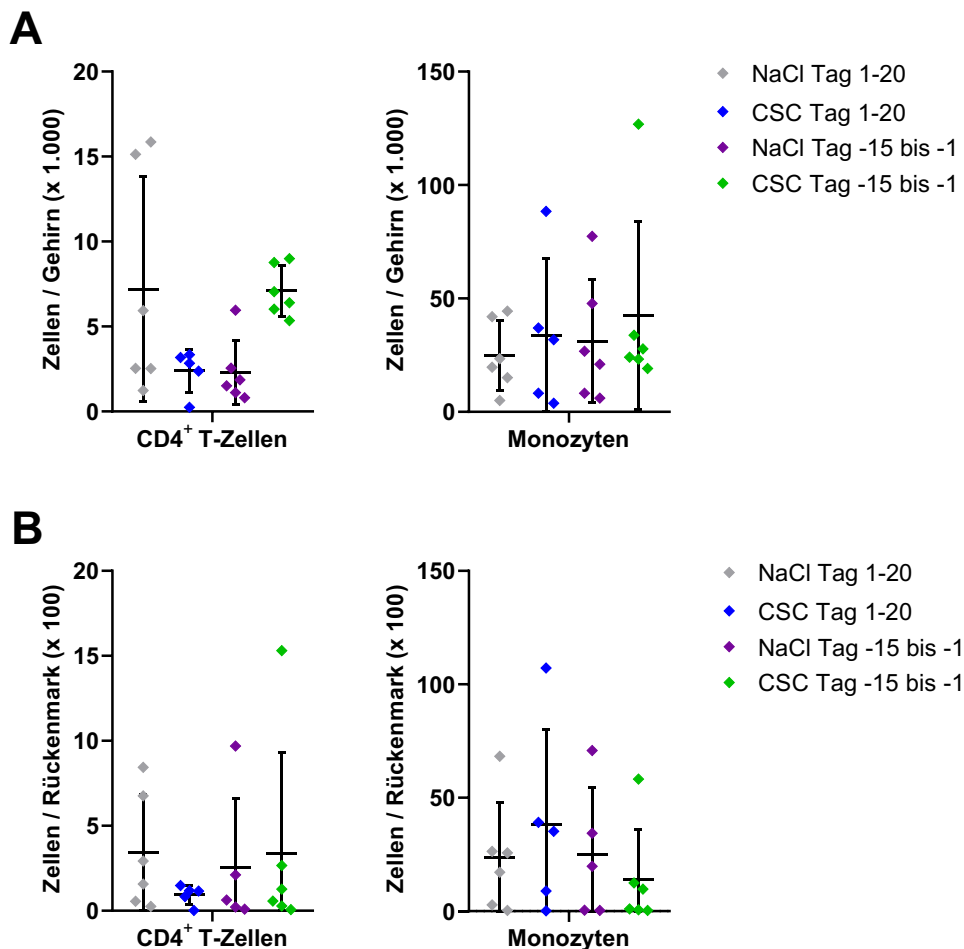 A
Zellen / Gehirn (x 1.000)
20
15
10
5
0
CD4+ T-Zellen
Zellen / Gehirn (x 1.000)
150
100
50
0
Monozyten
NaCl Tag 1-20
CSC Tag 1-20
NaCl Tag -15 bis -1
CSC Tag -15 bis -1
B
Zellen / Rückenmark (x 100)
20
15
10
5
0
CD4+ T-Zellen
Zellen / Rückenmark (x 100)
150
100
50
0
Monozyten
NaCl Tag 1-20
CSC Tag 1-20
NaCl Tag -15 bis -1
CSC Tag -15 bis -1